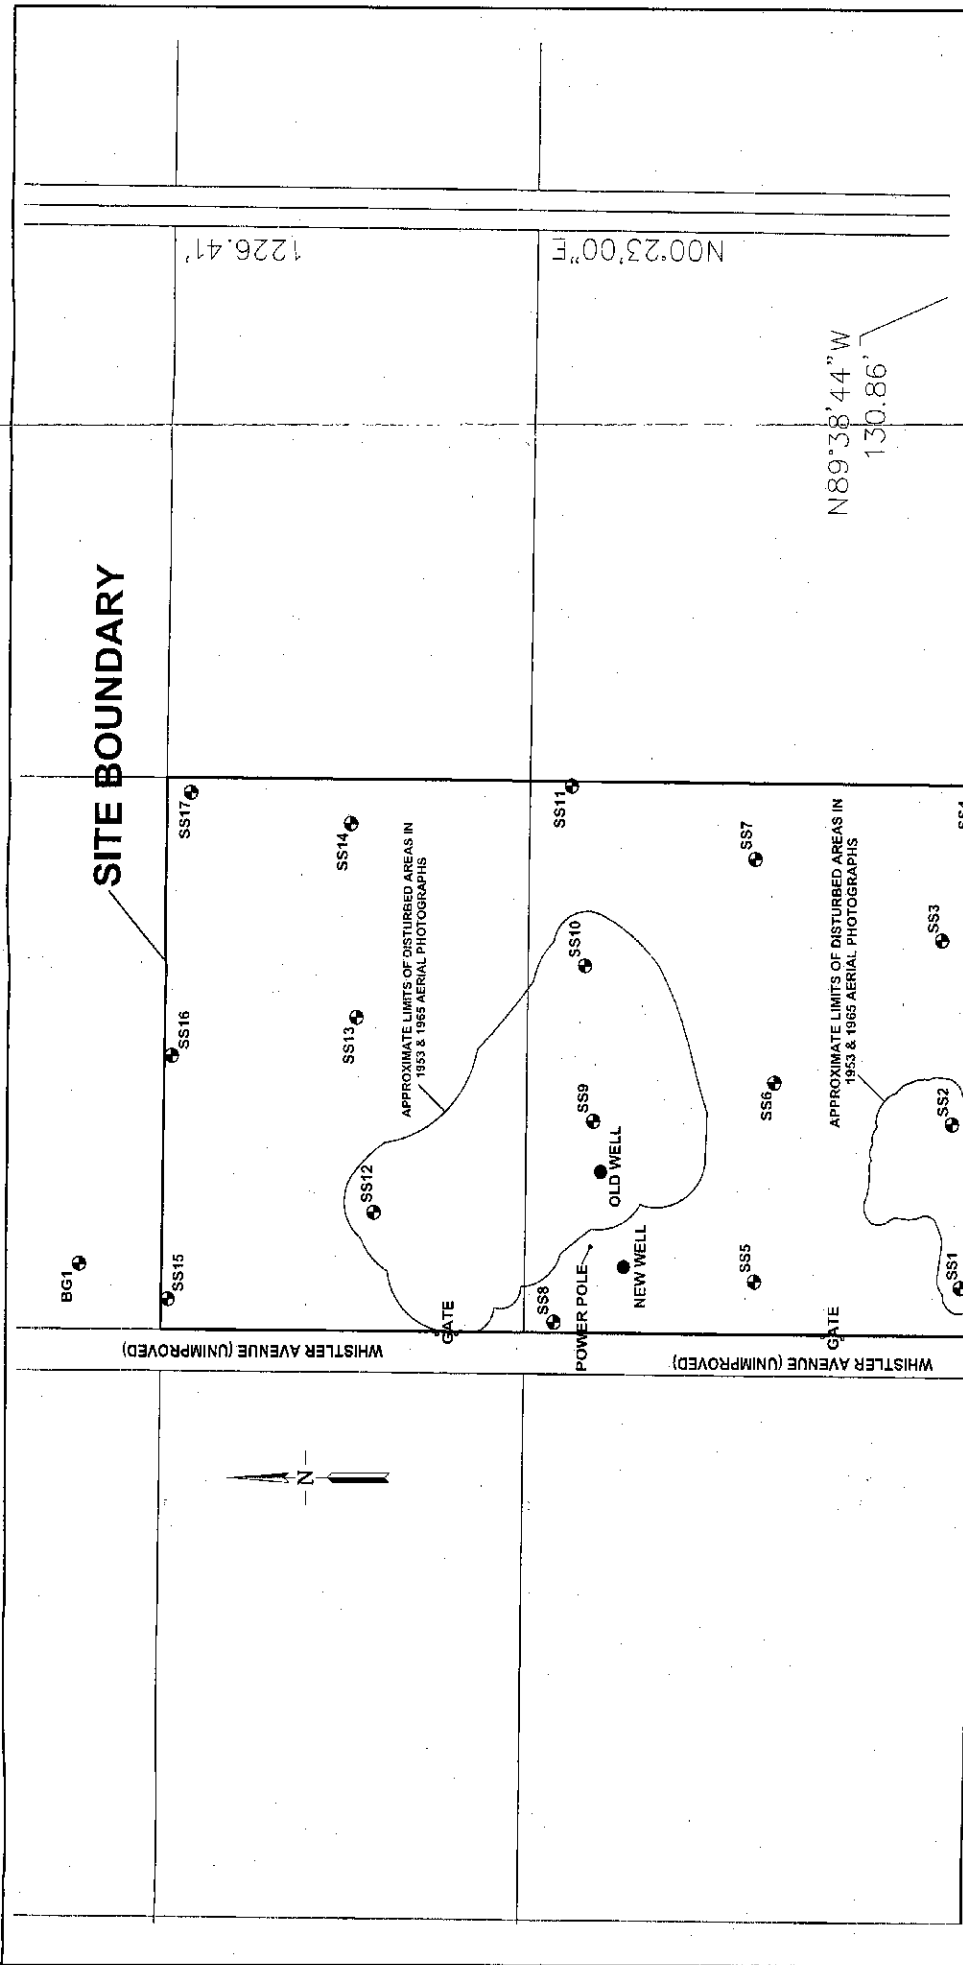 SITE BOUNDARY
BG1
SS15
SS16
SS17
SS14
SS13
SS12
APPROXIMATE LIMITS OF DISTURBED AREAS IN
1953 & 1965 AERIAL PHOTOGRAPHS
WHISTLER AVENUE (UNIMPROVED)
GATE
SS8
SS9
SS10
SS11
POWER POLE
OLD WELL
NEW WELL
SS5
SS6
SS7
APPROXIMATE LIMITS OF DISTURBED AREAS IN
1953 & 1965 AERIAL PHOTOGRAPHS
WHISTLER AVENUE (UNIMPROVED)
GATE
SS1
SS2
SS3
1226.41'
N00°23'00"E
N89°38'44"W
130.86'
N